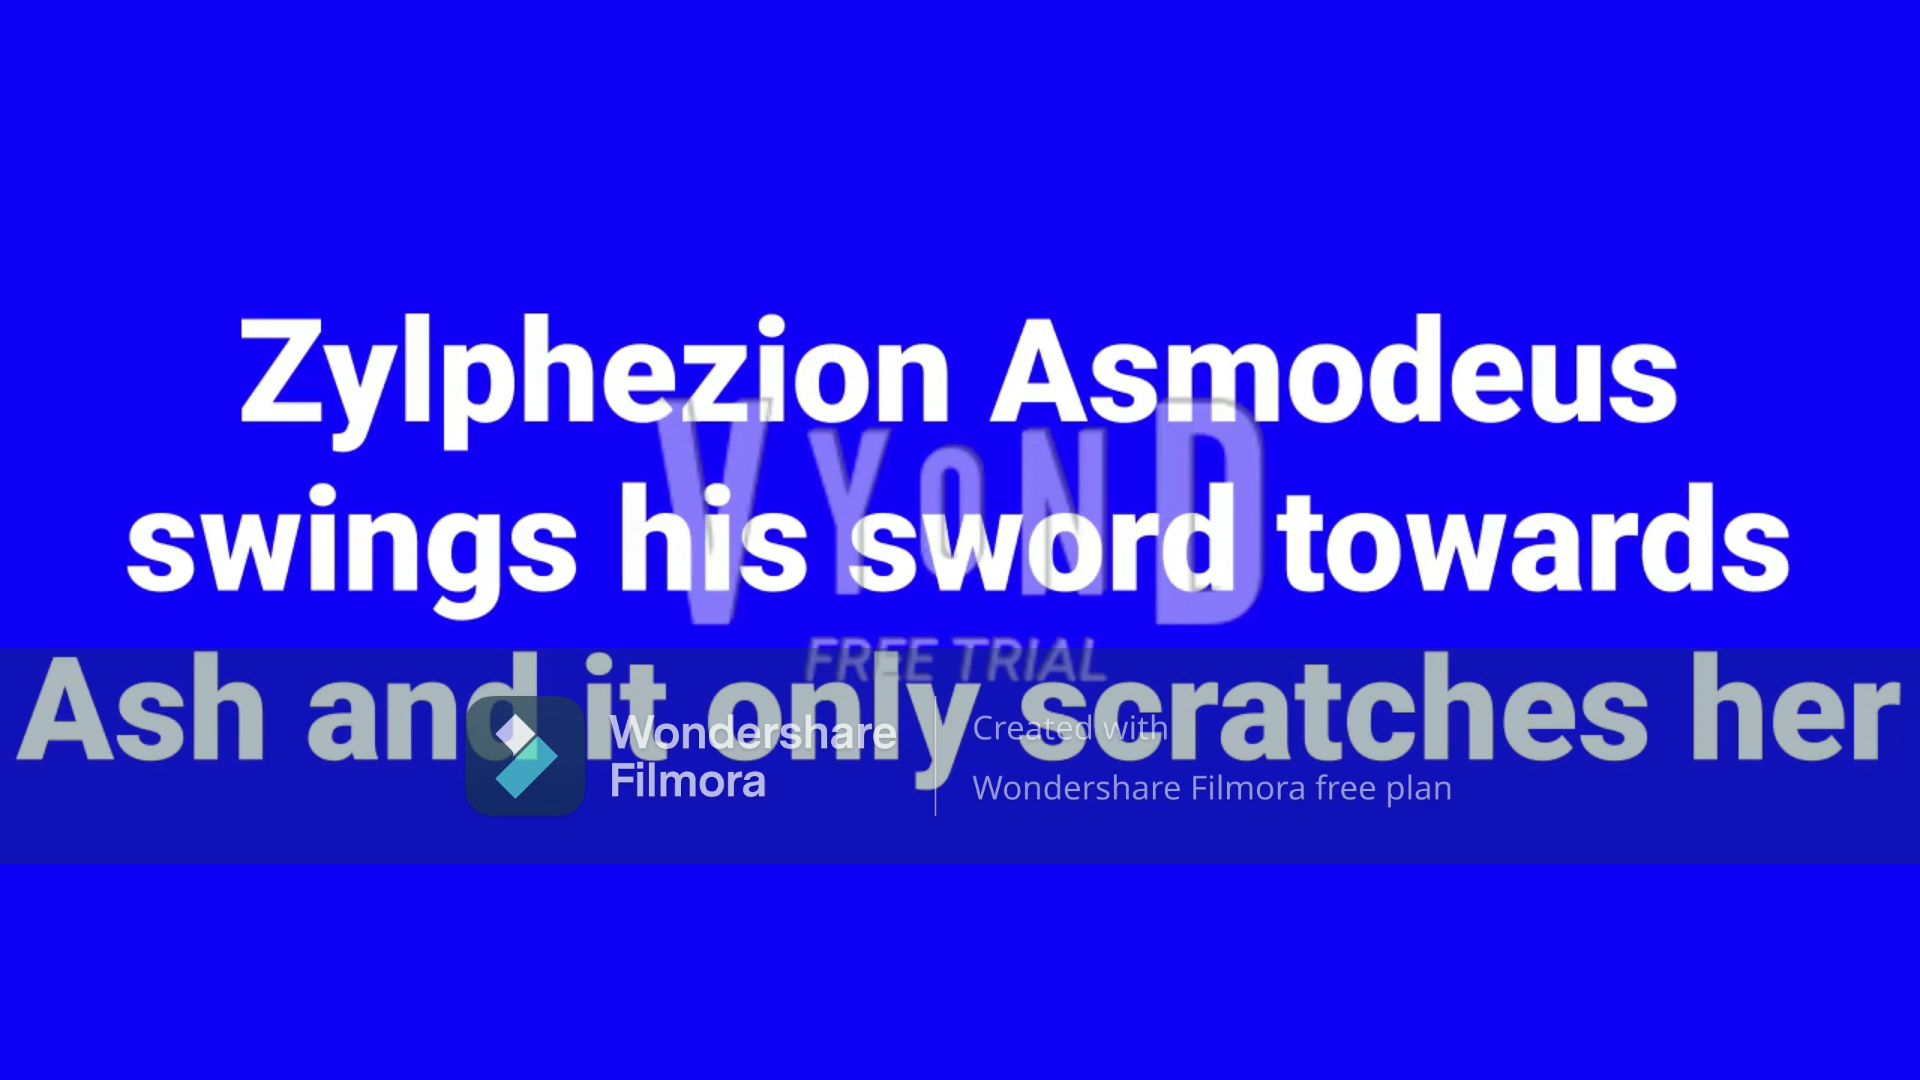 Zylphezion Asmodeus
swings his sword towards
VYOND
FREE TRIAL
Ash and it only scratches her
Wondershare
Filmora
Created with
Wondershare Filmora free plan